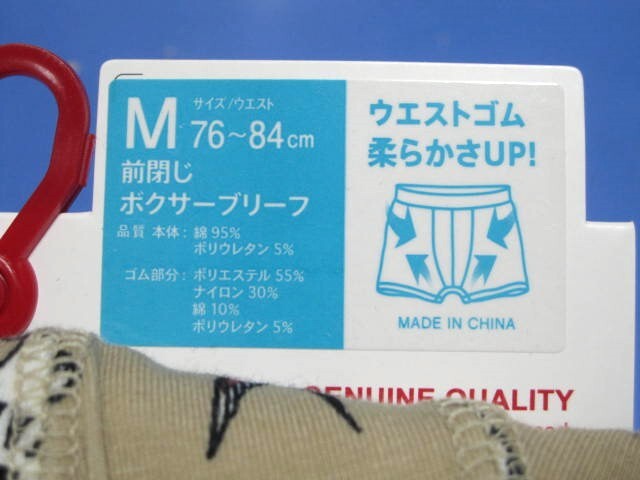 M サイズ/ウエスト
76～84cm
前閉じ
ボクサーブリーフ
品質 本体： 綿 95%
ポリウレタン 5%
ゴム部分： ポリエステル 55%
ナイロン 30%
綿 10%
ポリウレタン 5%
ウエストゴム
柔らかさUP!
MADE IN CHINA
GENUINE QUALITY